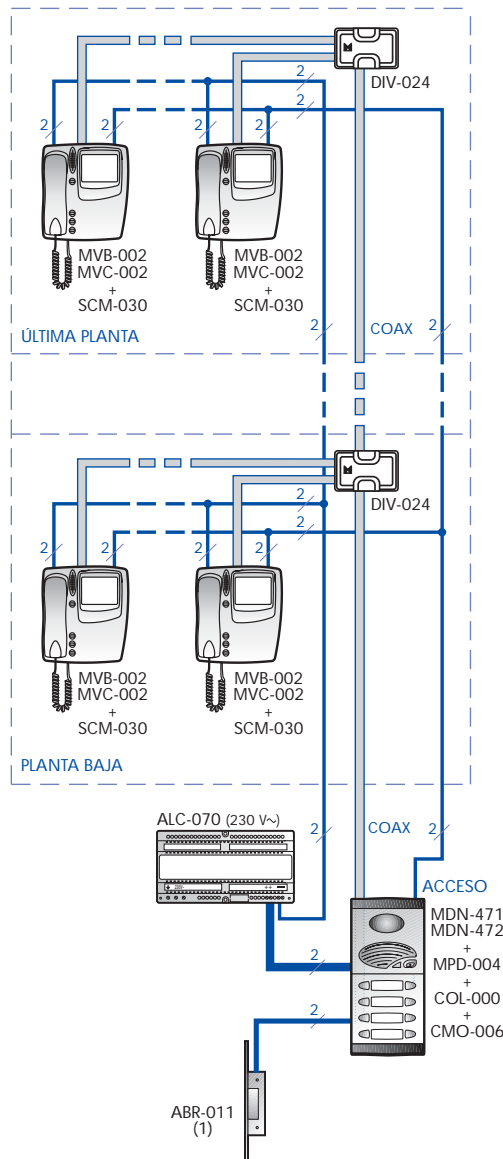 DIV-024
2
2
2
2
2
2
MVB-002
MVC-002
+
SCM-030
MVB-002
MVC-002
+
SCM-030
2
COAX
2
ÚLTIMA PLANTA
DIV-024
2
2
2
2
2
2
MVB-002
MVC-002
+
SCM-030
MVB-002
MVC-002
+
SCM-030
PLANTA BAJA
ALC-070 (230 V~)
2
COAX
2
ACCESO
MDN-471
MDN-472
+
MPD-004
+
COL-000
+
CMO-006
2
2
ABR-011
(1)